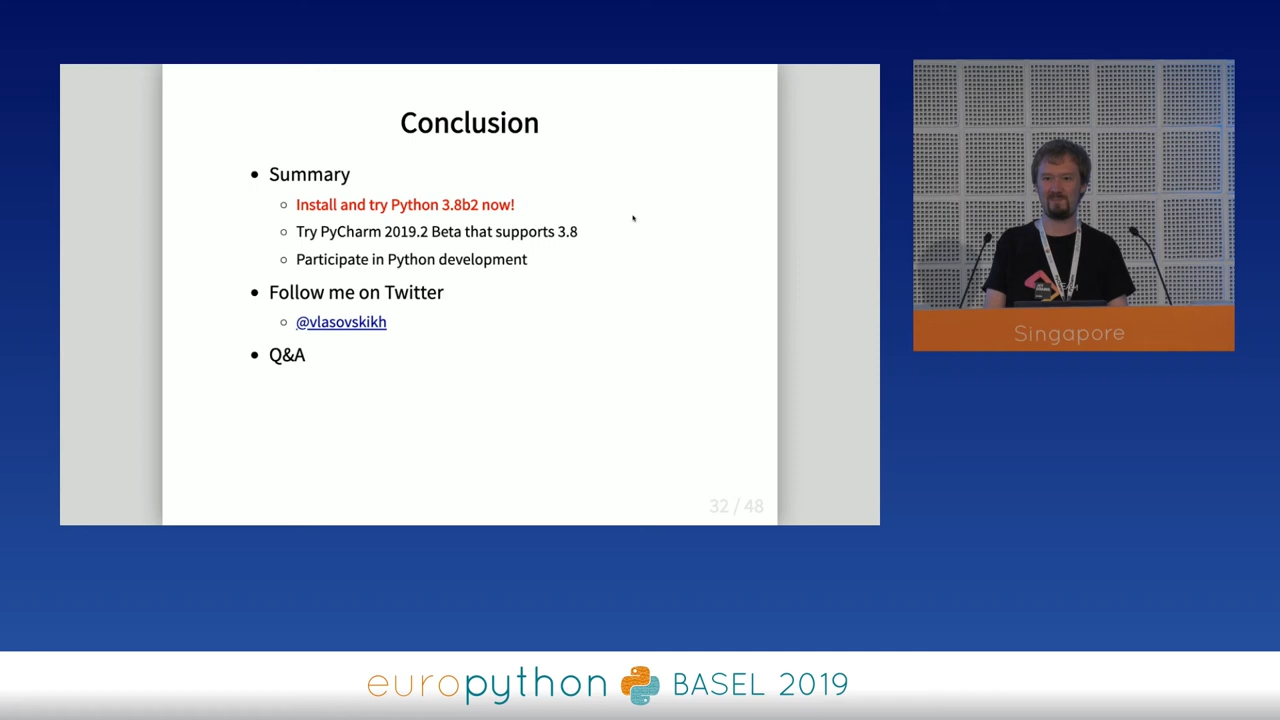 Conclusion
Summary
Install and try Python 3.8b2 now!
Try PyCharm 2019.2 Beta that supports 3.8
Participate in Python development
Follow me on Twitter
@vlasovskikh
Q&A
32 / 48
Singapore
europython BASEL 2019